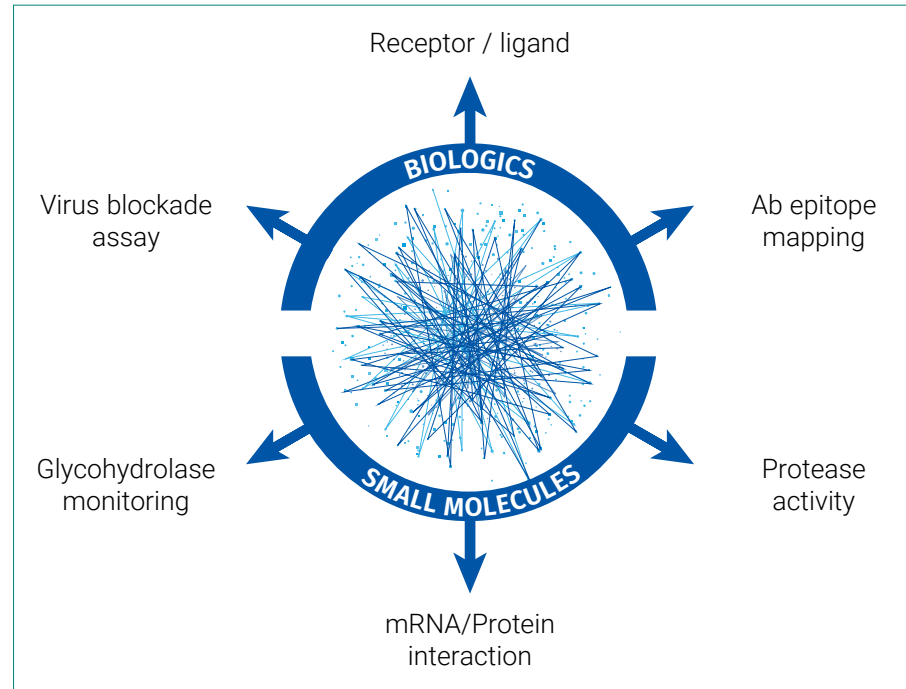 Receptor / ligand
BIOLOGICS
Virus blockade
assay
Ab epitope
mapping
Glycohydrolase
monitoring
SMALL MOLECULES
Protease
activity
mRNA/Protein
interaction